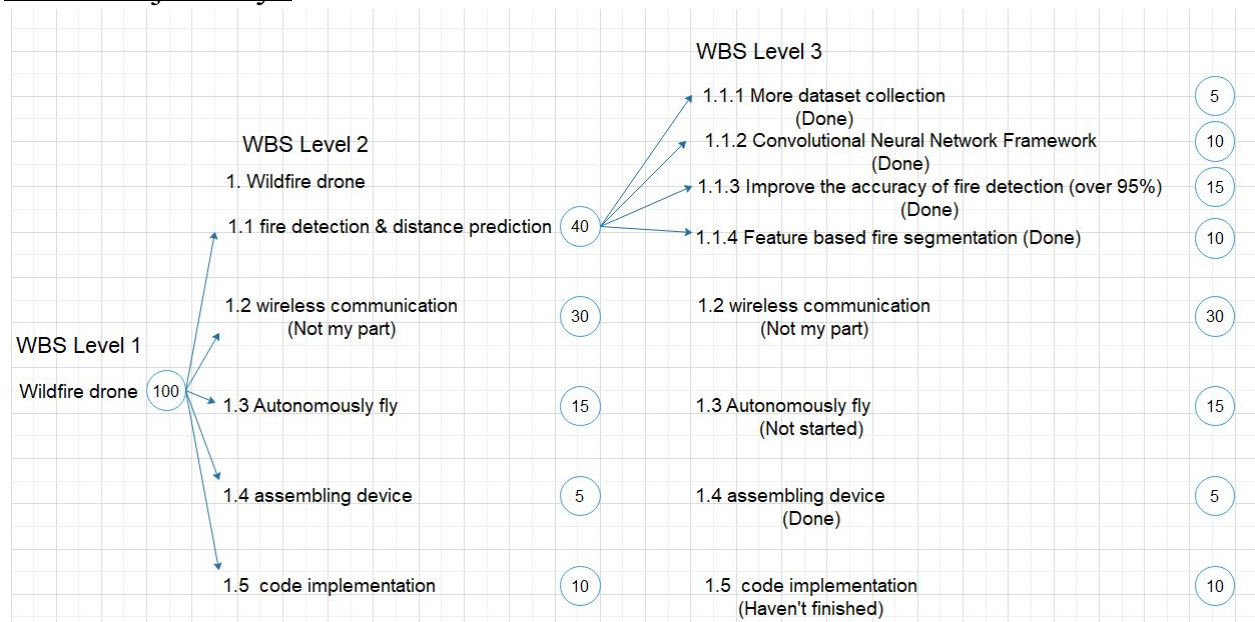 WBS Level 1
Wildfire drone 100
WBS Level 2
1. Wildfire drone
1.1 fire detection & distance prediction 40
1.2 wireless communication 30
(Not my part)
1.3 Autonomously fly 15
1.4 assembling device 5
1.5 code implementation 10
WBS Level 3
1.1.1 More dataset collection 5
(Done)
1.1.2 Convolutional Neural Network Framework 10
(Done)
1.1.3 Improve the accuracy of fire detection (over 95%) 15
(Done)
1.1.4 Feature based fire segmentation (Done) 10
1.2 wireless communication 30
(Not my part)
1.3 Autonomously fly 15
(Not started)
1.4 assembling device 5
(Done)
1.5 code implementation 10
(Haven't finished)